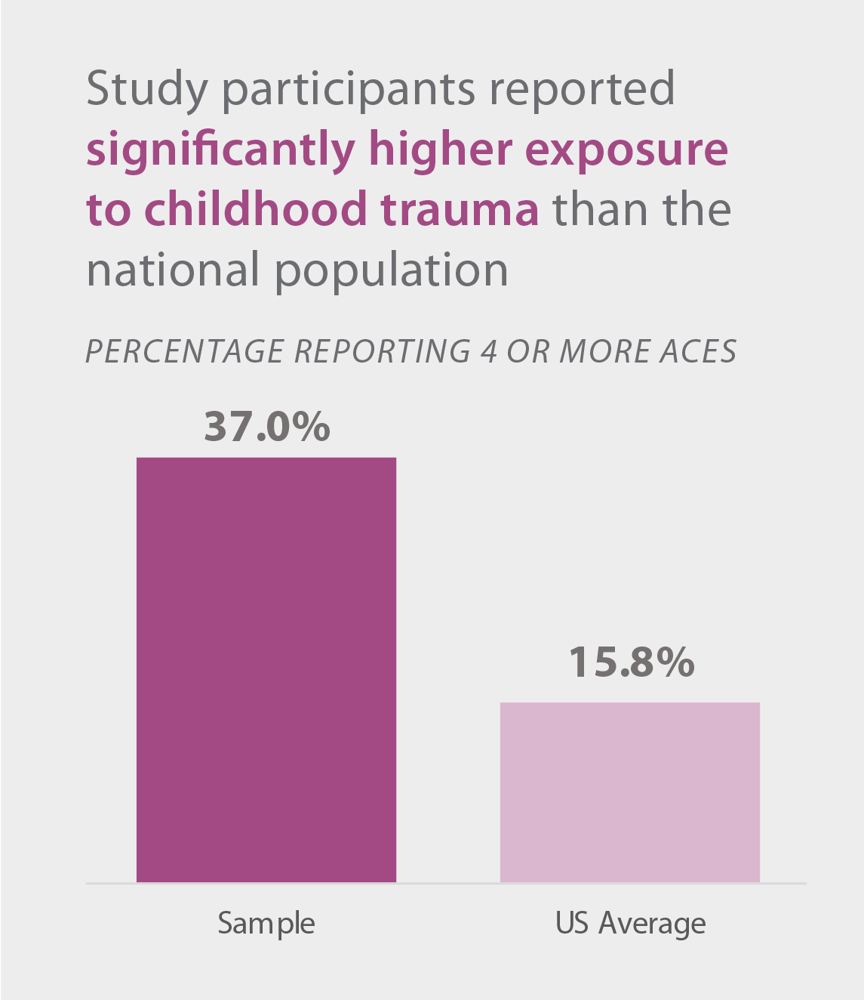 Study participants reported
significantly higher exposure
to childhood trauma than the
national population
PERCENTAGE REPORTING 4 OR MORE ACES
37.0%
15.8%
Sample
US Average